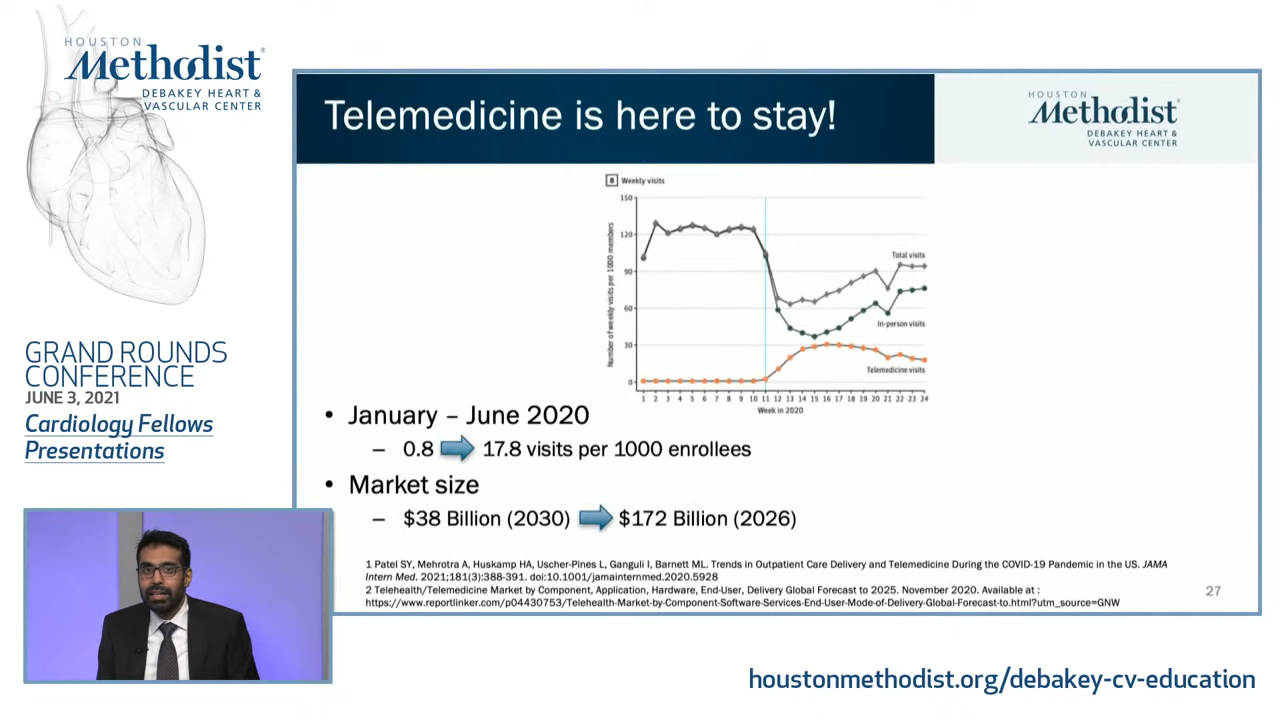 HOUSTON
Methodist®
DEBAKEY HEART &
VASCULAR CENTER
GRAND ROUNDS
CONFERENCE
JUNE 3, 2021
Cardiology Fellows
Presentations
Telemedicine is here to stay!
HOUSTON
Methodist®
DEBAKEY HEART &
VASCULAR CENTER
B Weekly visits
Number of weekly visits per 1000 members
150
120
90
60
30
0
Total visits
In-person visits
Telemedicine visits
1 2 3 4 5 6 7 8 9 10 11 12 13 14 15 16 17 18 19 20 21 22 23 24
Week in 2020
• January – June 2020
– 0.8 17.8 visits per 1000 enrollees
• Market size
– $38 Billion (2030) $172 Billion (2026)
1 Patel SY, Mehrotra A, Huskamp HA, Uscher-Pines L, Ganguli I, Barnett ML. Trends in Outpatient Care Delivery and Telemedicine During the COVID-19 Pandemic in the US. JAMA
Intern Med. 2021;181(3):388-391. doi:10.1001/jamainternmed.2020.5928
2 Telehealth/Telemedicine Market by Component, Application, Hardware, End-User, Delivery Global Forecast to 2025. November 2020. Available at :
https://www.reportlinker.com/p04430753/Telehealth-Market-by-Component-Software-Services-End-User-Mode-of-Delivery-Global-Forecast-to.html?utm_source=GNW
27
houstonmethodist.org/debakey-cv-education